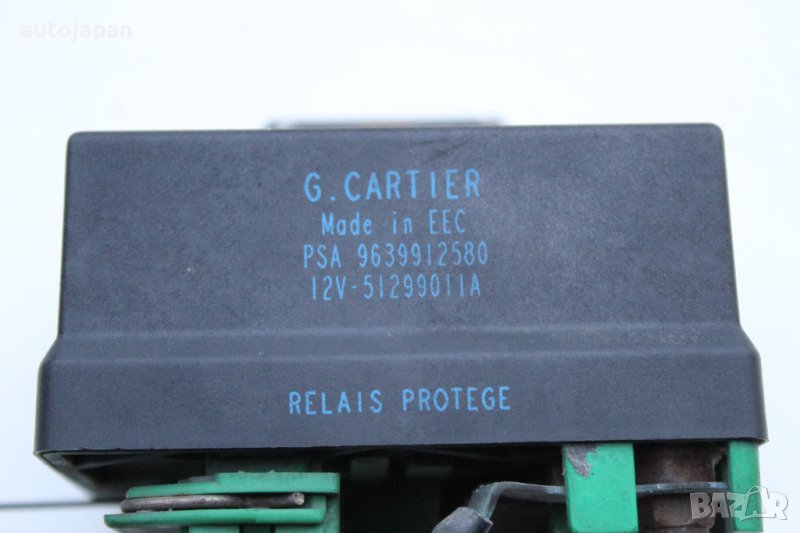 autojapan
G. CARTIER
Made in EEC
PSA 9639912580
12V-51299011A
RELAIS PROTEGE
BAZAR